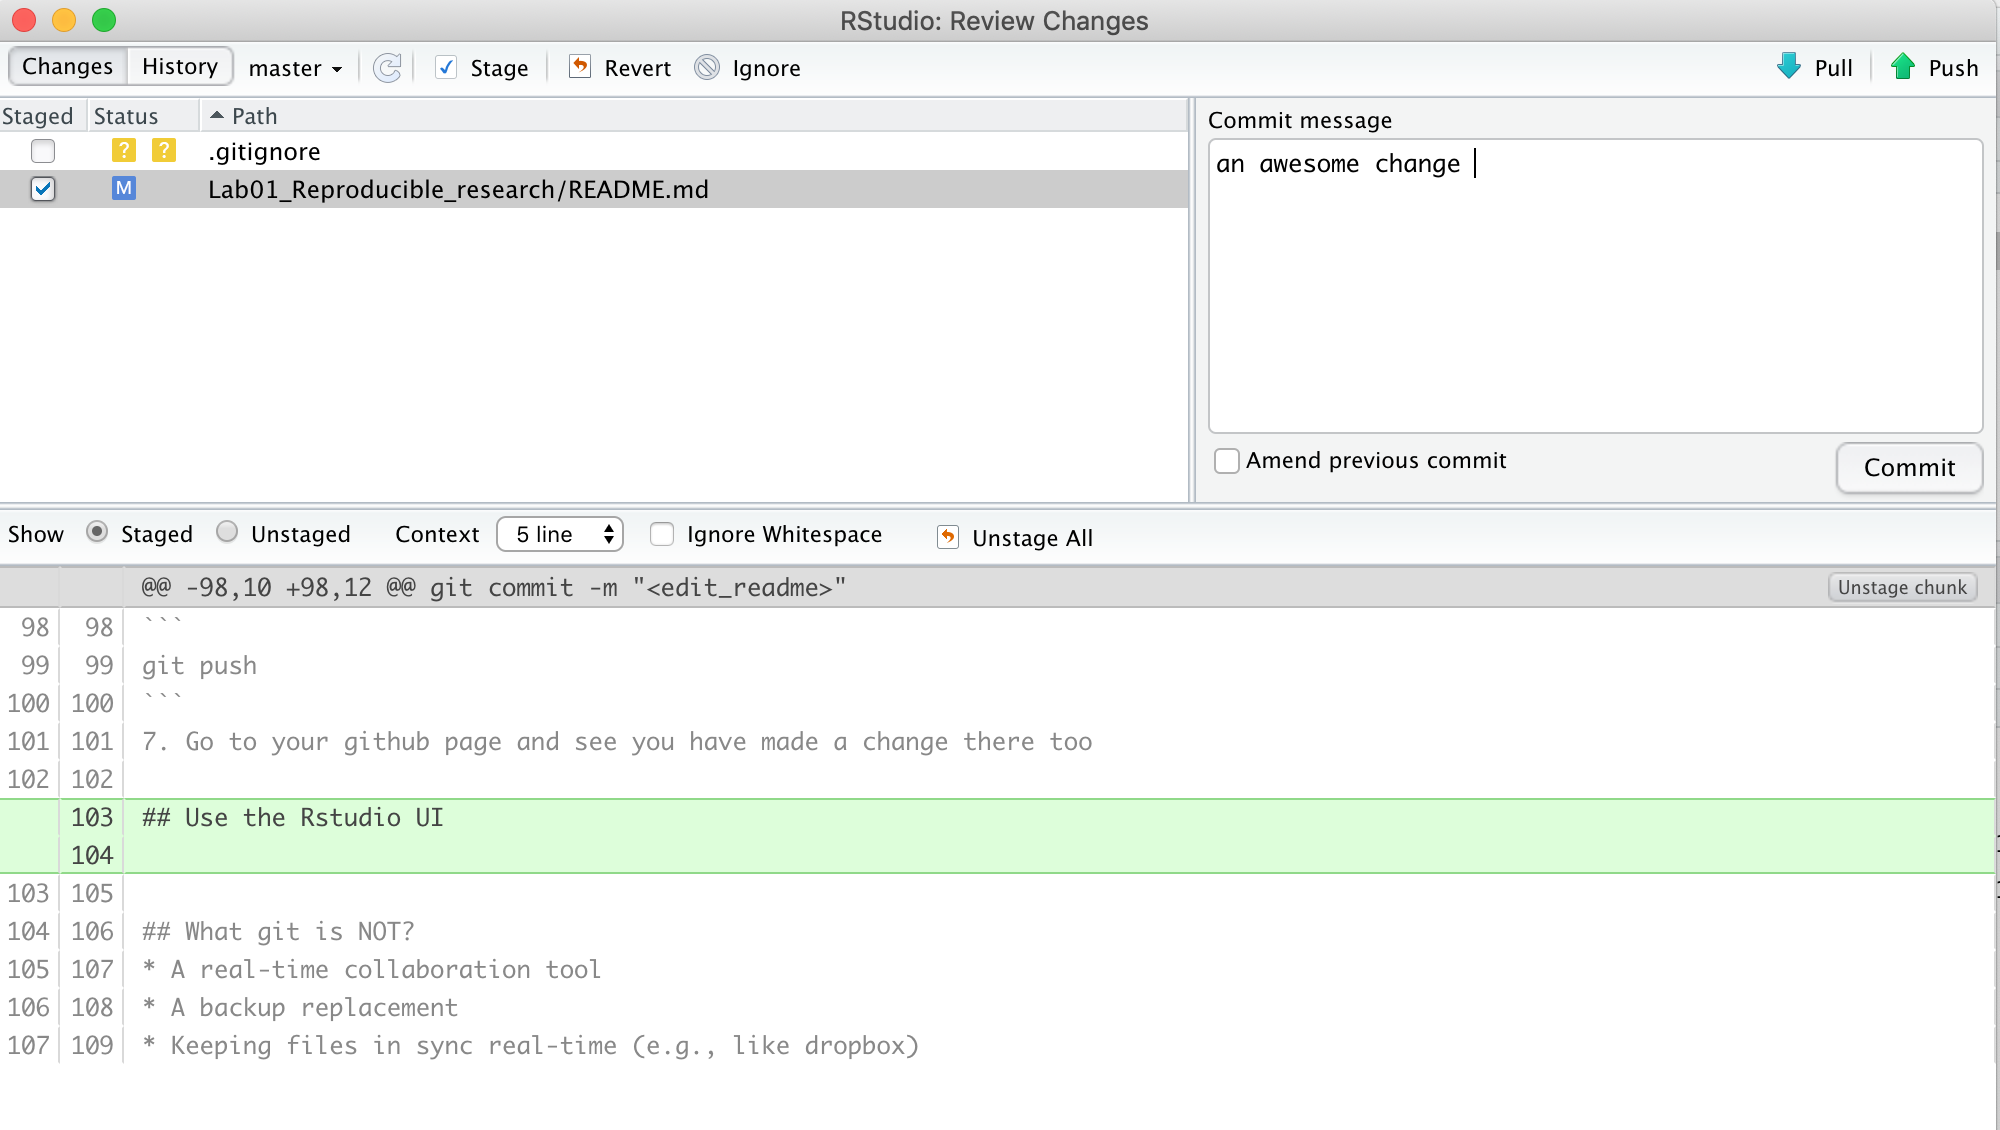 RStudio: Review Changes
Changes History master Stage Revert Ignore Pull Push
Staged Status Path
? ? .gitignore
M Lab01_Reproducible_research/README.md
Commit message
an awesome change
Amend previous commit
Commit
Show Staged Unstaged Context 5 line Ignore Whitespace Unstage All
@@ -98,10 +98,12 @@ git commit -m "<edit_readme>" Unstage chunk
98 98 ```
99 99 git push
100 100 ```
101 101 7. Go to your github page and see you have made a change there too
102 102
103 ## Use the Rstudio UI
104
103 105
104 106 ## What git is NOT?
105 107 * A real-time collaboration tool
106 108 * A backup replacement
107 109 * Keeping files in sync real-time (e.g., like dropbox)